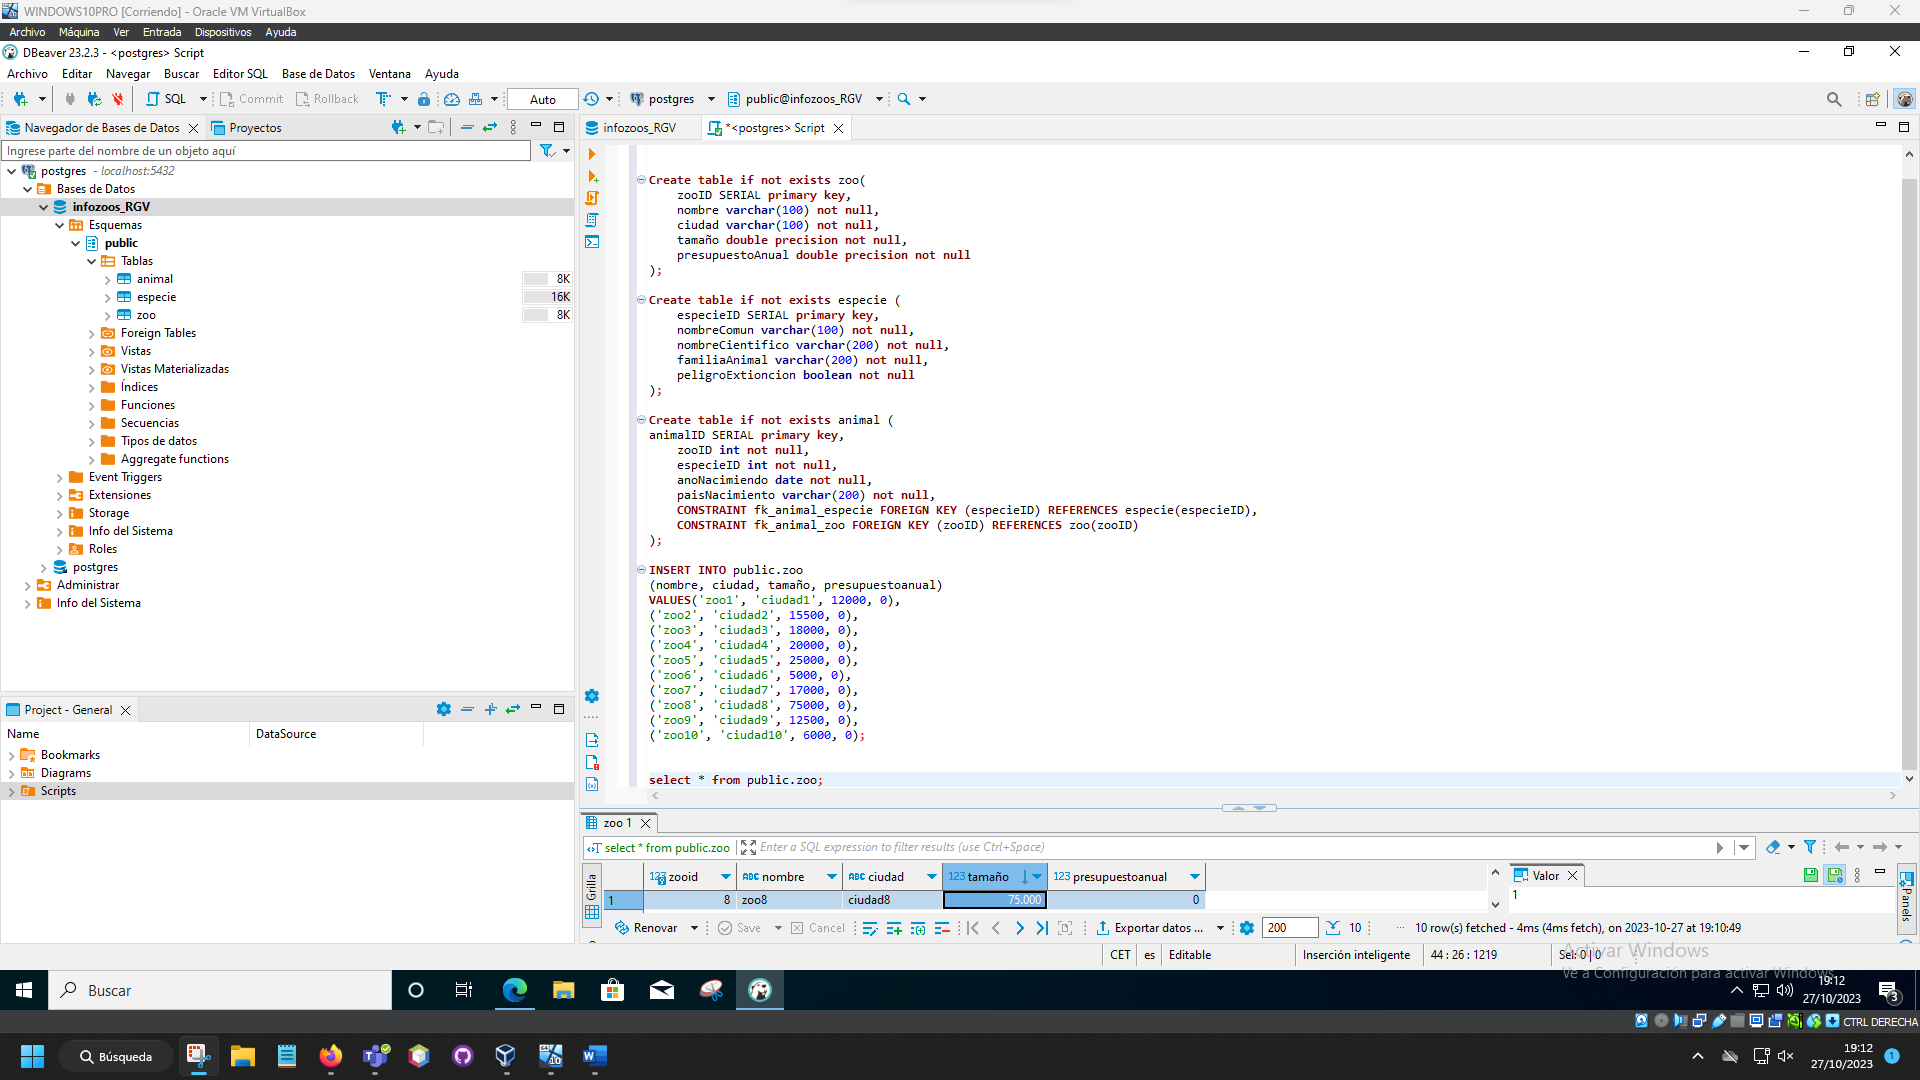 WINDOWS10PRO [Corriendo] - Oracle VM VirtualBox
Archivo Máquina Ver Entrada Dispositivos Ayuda
DBeaver 23.2.3 - <postgres> Script
Archivo Editar Navegar Buscar Editor SQL Base de Datos Ventana Ayuda
SQL Commit Rollback Auto postgres public@infozoos_RGV
Navegador de Bases de Datos Proyectos
Ingrese parte del nombre de un objeto aquí
postgres - localhost:5432
Bases de Datos
infozoos_RGV
Esquemas
public
Tablas
animal 8K
especie 16K
zoo 8K
Foreign Tables
Vistas
Vistas Materializadas
Índices
Funciones
Secuencias
Tipos de datos
Aggregate functions
Event Triggers
Extensiones
Storage
Info del Sistema
Roles
postgres
Administrar
Info del Sistema
Project - General
Name DataSource
Bookmarks
Diagrams
Scripts
infozoos_RGV *<postgres> Script
Create table if not exists zoo(
zooID SERIAL primary key,
nombre varchar(100) not null,
ciudad varchar(100) not null,
tamaño double precision not null,
presupuestoAnual double precision not null
);
Create table if not exists especie (
especieID SERIAL primary key,
nombreComun varchar(100) not null,
nombreCientifico varchar(200) not null,
familiaAnimal varchar(200) not null,
peligroExtioncion boolean not null
);
Create table if not exists animal (
animalID SERIAL primary key,
zooID int not null,
especieID int not null,
anoNacimiendo date not null,
paisNacimiento varchar(200) not null,
CONSTRAINT fk_animal_especie FOREIGN KEY (especieID) REFERENCES especie(especieID),
CONSTRAINT fk_animal_zoo FOREIGN KEY (zooID) REFERENCES zoo(zooID)
);
INSERT INTO public.zoo
(nombre, ciudad, tamaño, presupuestoanual)
VALUES('zoo1', 'ciudad1', 12000, 0),
('zoo2', 'ciudad2', 15500, 0),
('zoo3', 'ciudad3', 18000, 0),
('zoo4', 'ciudad4', 20000, 0),
('zoo5', 'ciudad5', 25000, 0),
('zoo6', 'ciudad6', 5000, 0),
('zoo7', 'ciudad7', 17000, 0),
('zoo8', 'ciudad8', 75000, 0),
('zoo9', 'ciudad9', 12500, 0),
('zoo10', 'ciudad10', 6000, 0);
select * from public.zoo;
zoo 1
select * from public.zoo Enter a SQL expression to filter results (use Ctrl+Space)
Grilla
123 zooid ABC nombre ABC ciudad 123 tamaño 123 presupuestoanual
1 8 zoo8 ciudad8 75.000 0
Valor
1
Panels
Renovar Save Cancel Exportar datos ... 200 10 10 row(s) fetched - 4ms (4ms fetch), on 2023-10-27 at 19:10:49
CET es Editable Inserción inteligente 44 : 26 : 1219 Sel: 0 | 0
Activar Windows
Ve a Configuración para activar Windows.
Buscar
19:12
27/10/2023
3
CTRL DERECHA
Búsqueda
10
19:12
27/10/2023
1